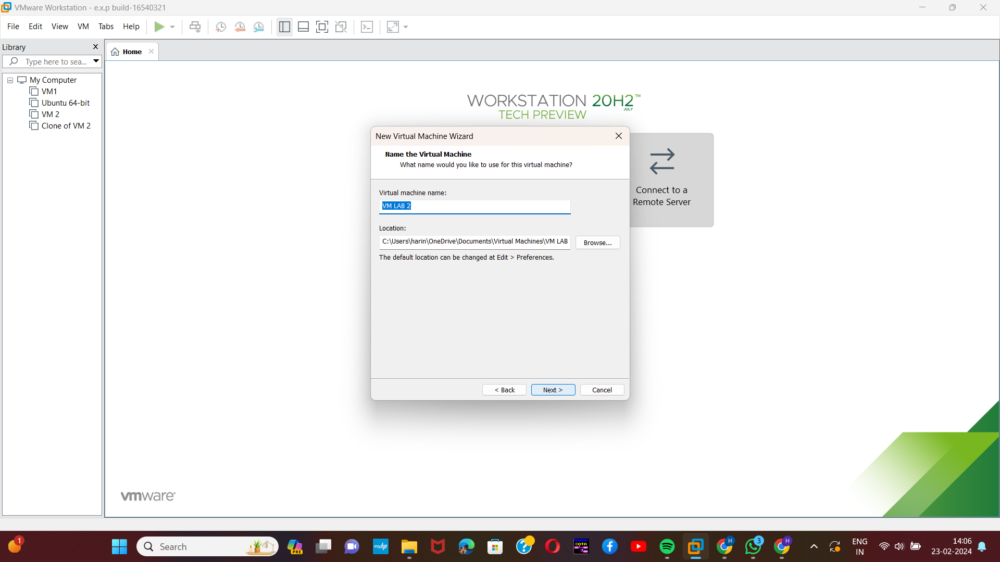 VMware Workstation - e.x.p build-16540321
File Edit View VM Tabs Help
Library
Type here to sea...
Home
My Computer
VM1
Ubuntu 64-bit
VM 2
Clone of VM 2
WORKSTATION 20H2™
JULY
TECH PREVIEW
New Virtual Machine Wizard
Name the Virtual Machine
What name would you like to use for this virtual machine?
Virtual machine name:
VM LAB 2
Location:
C:\Users\harin\OneDrive\Documents\Virtual Machines\VM LAB
Browse...
The default location can be changed at Edit > Preferences.
< Back
Next >
Cancel
Connect to a
Remote Server
vmware®
1
Search
PRE
myhp
DATA
H
3
H
ENG
IN
14:06
23-02-2024